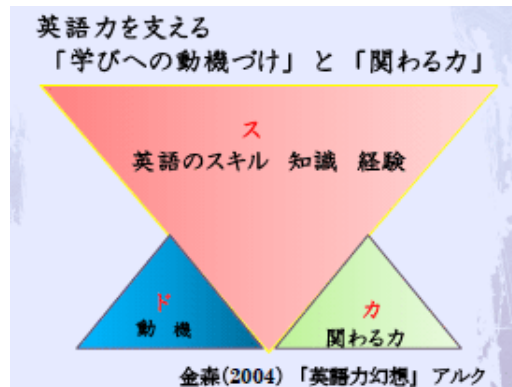 英語力を支える
「学びへの動機づけ」と「関わる力」
ス
英語のスキル 知識 経験
ド
動 機
カ
関わる力
金森(2004) 「英語力幻想」 アルク